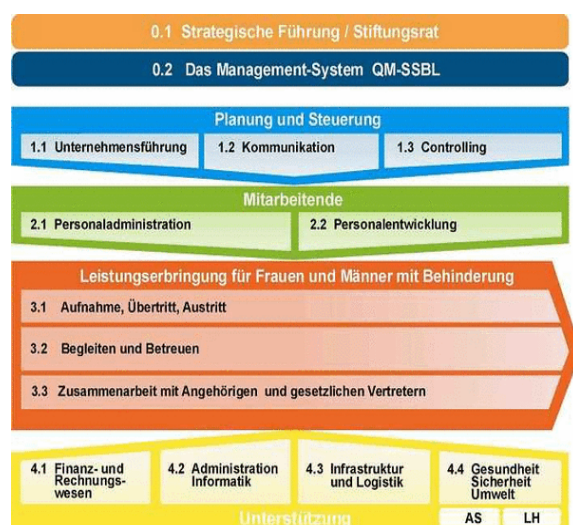 0.1 Strategische Führung / Stiftungsrat
0.2 Das Management-System QM-SSBL
Planung und Steuerung
1.1 Unternehmensführung
1.2 Kommunikation
1.3 Controlling
Mitarbeitende
2.1 Personaladministration
2.2 Personalentwicklung
Leistungserbringung für Frauen und Männer mit Behinderung
3.1 Aufnahme, Übertritt, Austritt
3.2 Begleiten und Betreuen
3.3 Zusammenarbeit mit Angehörigen und gesetzlichen Vertretern
4.1 Finanz- und
Rechnungs-
wesen
4.2 Administration
Informatik
4.3 Infrastruktur
und Logistik
4.4 Gesundheit
Sicherheit
Umwelt
Unterstützung
AS
LH